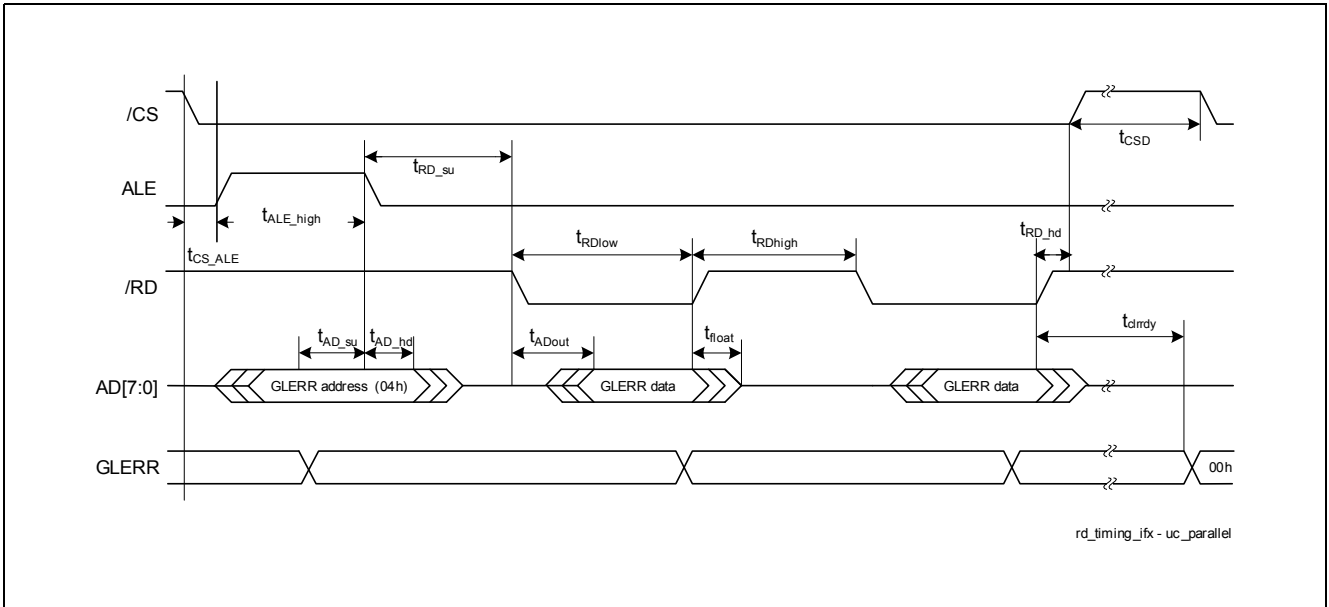 /CS
tCSD
tRD_su
ALE
tALE_high
tRDlow
tRDhigh
tRD_hd
tCS_ALE
/RD
tAD_su
tAD_hd
tADout
tfloat
tclrrdy
AD[7:0]
GLERR address (04h)
GLERR data
GLERR data
GLERR
00h
rd_timing_ifx - uc_parallel